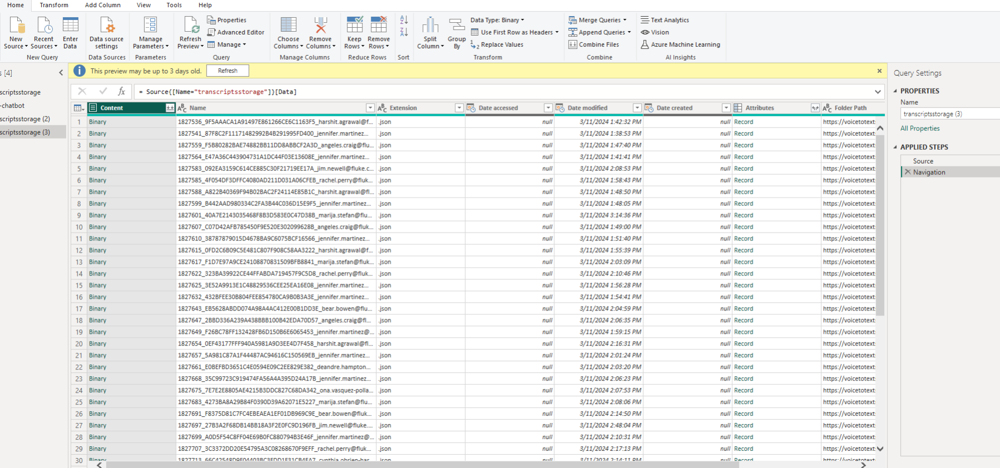 Home Transform Add Column View Tools Help
New Source Recent Sources Enter Data
New Query
Data source settings
Data Sources
Manage Parameters
Parameters
Refresh Preview
Properties
Advanced Editor
Manage
Query
Choose Columns Remove Columns
Manage Columns
Keep Rows Remove Rows
Reduce Rows
Sort
Split Column Group By
Data Type: Binary
Use First Row as Headers
Replace Values
Transform
Merge Queries
Append Queries
Combine Files
Combine
Text Analytics
Vision
Azure Machine Learning
AI Insights
s [4]
scriptsstorage
-chatbot
scriptsstorage (2)
scriptsstorage (3)
This preview may be up to 3 days old. Refresh
= Source{[Name="transcriptsstorage"]}[Data]
Content Name Extension Date accessed Date modified Date created Attributes Folder Path
1 Binary 1827536_9F5AAACA1A91497E861266CE6C1163F5_harshit.agrawal@f... .json null 3/11/2024 1:42:32 PM null Record https://voicetotext
2 Binary 1827541_87F8C2F11171482992B4B291995FD400_jennifer.martinez... .json null 3/11/2024 1:38:53 PM null Record https://voicetotext
3 Binary 1827559_F5B80282BAE74882BB11DD8ABBCF2A3D_angeles.craig@flu... .json null 3/11/2024 1:47:40 PM null Record https://voicetotext
4 Binary 1827564_E47A36C443904731A1DC44F03E13608E_jennifer.martinez... .json null 3/11/2024 1:41:41 PM null Record https://voicetotext
5 Binary 1827583_092EA3159C614CE885C30F21719EE17A_jim.newell@fluke.c... .json null 3/11/2024 2:08:53 PM null Record https://voicetotext
6 Binary 1827585_4F054DF3DFFC4080AD211D031A06CFEB_rachel.perry@fluk... .json null 3/11/2024 1:58:43 PM null Record https://voicetotext
7 Binary 1827588_A822B40369F94B02BAC2F24114E85B1C_harshit.agrawal@fl... .json null 3/11/2024 1:48:50 PM null Record https://voicetotext
8 Binary 1827599_B442AAD980334C2FA3B44C036D15E9F5_jennifer.martinez... .json null 3/11/2024 1:48:05 PM null Record https://voicetotext
9 Binary 1827601_40A7E2143035468F8B3D583E0C47D38B_marija.stefan@flu... .json null 3/11/2024 3:14:36 PM null Record https://voicetotext
10 Binary 1827607_C07D42AFB785450F9E520E302099628B_angeles.craig@fluk... .json null 3/11/2024 1:49:00 PM null Record https://voicetotext
11 Binary 1827610_38787879015D4678BA9C6075BCF16566_jennifer.martinez... .json null 3/11/2024 1:51:40 PM null Record https://voicetotext
12 Binary 1827615_0FD2C6B09C5E481C807F908C58AA3222_harshit.agrawal@f... .json null 3/11/2024 1:55:39 PM null Record https://voicetotext
13 Binary 1827617_F1D7E97A9CE24108870831509BFB8841_marija.stefan@fluk... .json null 3/11/2024 2:03:09 PM null Record https://voicetotext
14 Binary 1827622_323BA39922CE44FFABDA719457F9C5D8_rachel.perry@fluk... .json null 3/11/2024 2:10:46 PM null Record https://voicetotext
15 Binary 1827625_3E52A9913E1C48829536CEE25EA16E08_jennifer.martinez... .json null 3/11/2024 1:56:28 PM null Record https://voicetotext
16 Binary 1827632_432BFEE30B804FEE854780CA9B0B3A3E_jennifer.martinez... .json null 3/11/2024 1:54:41 PM null Record https://voicetotext
17 Binary 1827643_EB5628ABDD074A98A4AC412E00B1DD3E_bear.bowen@flu... .json null 3/11/2024 2:04:59 PM null Record https://voicetotext
18 Binary 1827647_2BBD336A239A438BBB100B42EDA70D57_angeles.craig@fl... .json null 3/11/2024 2:06:35 PM null Record https://voicetotext
19 Binary 1827649_F26BC78FF132428FB6D150B6E6065453_jennifer.martinez@... .json null 3/11/2024 1:59:15 PM null Record https://voicetotext
20 Binary 1827654_0EF43177FFF940A5981A9D3EE4D7F458_harshit.agrawal@fl... .json null 3/11/2024 2:16:31 PM null Record https://voicetotext
21 Binary 1827657_5A981C87A1F44487AC94616C150569EB_jennifer.martinez... .json null 3/11/2024 2:01:24 PM null Record https://voicetotext
22 Binary 1827661_E0BEFBD3651C4E0594E09C2EE829E382_deandre.hampton... .json null 3/11/2024 2:03:20 PM null Record https://voicetotext
23 Binary 1827668_35C99723C919474FA56A4A395D24A17B_jennifer.martinez... .json null 3/11/2024 2:06:23 PM null Record https://voicetotext
24 Binary 1827675_7E7E2E8805AE4215B3DDC827C68DA342_ona.vasquez-polla... .json null 3/11/2024 2:07:53 PM null Record https://voicetotext
25 Binary 1827683_4273BA8A29B84F0390D39A62071E5227_marija.stefan@flu... .json null 3/11/2024 2:08:06 PM null Record https://voicetotext
26 Binary 1827691_F8375D81C7FC4EBEAEA1EF01DB969C9E_bear.bowen@fluk... .json null 3/11/2024 2:14:50 PM null Record https://voicetotext
27 Binary 1827697_27B3A2F68DB14BB18A3F2E0FC9D196FB_jim.newell@fluke.... .json null 3/11/2024 2:48:04 PM null Record https://voicetotext
28 Binary 1827699_A0D5F54C8FF04E69B0FC880794B3E46F_jennifer.martinez@... .json null 3/11/2024 2:10:31 PM null Record https://voicetotext
29 Binary 1827707_3C3372DD20E54795A3C08268670F9EFF_rachel.perry@fluk... .json null 3/11/2024 2:17:13 PM null Record https://voicetotext
30 Binary .json null 3/11/2024 2:14:11 PM null Record https://voicetotext
Query Settings
PROPERTIES
Name
transcriptsstorage (3)
All Properties
APPLIED STEPS
Source
Navigation